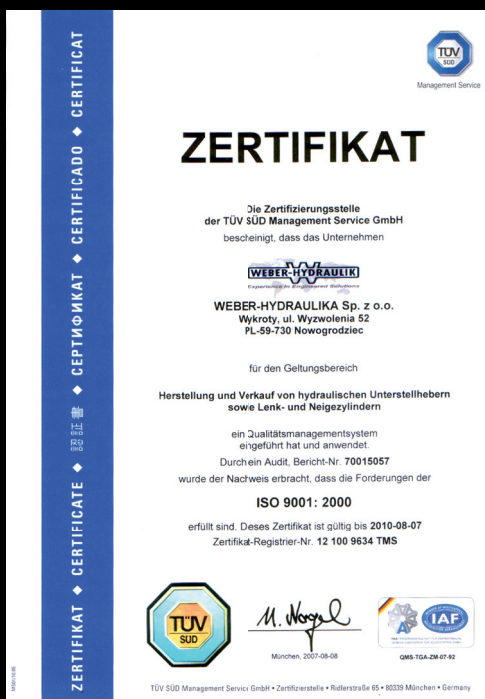 ZERTIFIKAT ◆ CERTIFICATE ◆ 認証書 ◆ СЕРТИФИКАТ ◆ CERTIFICADO ◆ CERTIFICAT
TÜV
SÜD
Management Service
ZERTIFIKAT
Die Zertifizierungsstelle
der TÜV SÜD Management Service GmbH
bescheinigt, dass das Unternehmen
WEBER-HYDRAULIK
Experience in Engineered Solutions
WEBER-HYDRAULIKA Sp. z o.o.
Wykroty, ul. Wyzwolenia 52
PL-59-730 Nowogrodziec
für den Geltungsbereich
Herstellung und Verkauf von hydraulischen Unterstellhebern
sowie Lenk- und Neigezylindern
ein Qualitätsmanagementsystem
eingeführt hat und anwendet.
Durch ein Audit, Bericht-Nr. 70015057
wurde der Nachweis erbracht, dass die Forderungen der
ISO 9001: 2000
erfüllt sind. Deses Zertifikat ist gültig bis 2010-08-07
Zertifikat-Registrier-Nr. 12 100 9634 TMS
TÜV
SÜD
M. Nagel
München, 2007-08-08
IAF
QMS-TGA-ZM-07-92
TÜV SÜD Management Service GmbH • Zertifizierstelle • Ridlerstraße 65 • 80339 München • Germany